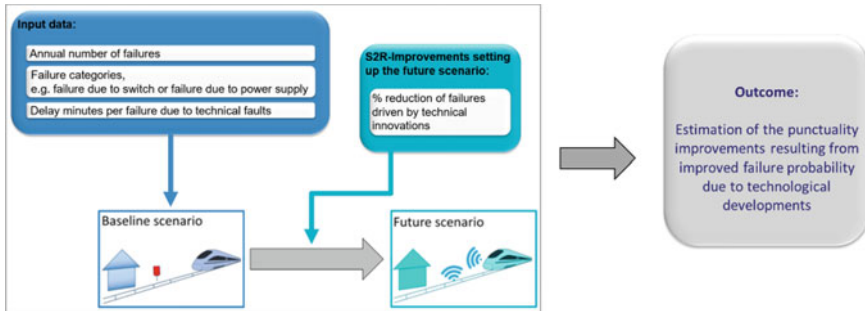 Input data:
Annual number of failures
Failure categories,
e.g. failure due to switch or failure due to power supply
Delay minutes per failure due to technical faults
S2R-Improvements setting
up the future scenario:
% reduction of failures
driven by technical
innovations
Baseline scenario
Future scenario
Outcome:
Estimation of the punctuality
improvements resulting from
improved failure probability
due to technological
developments